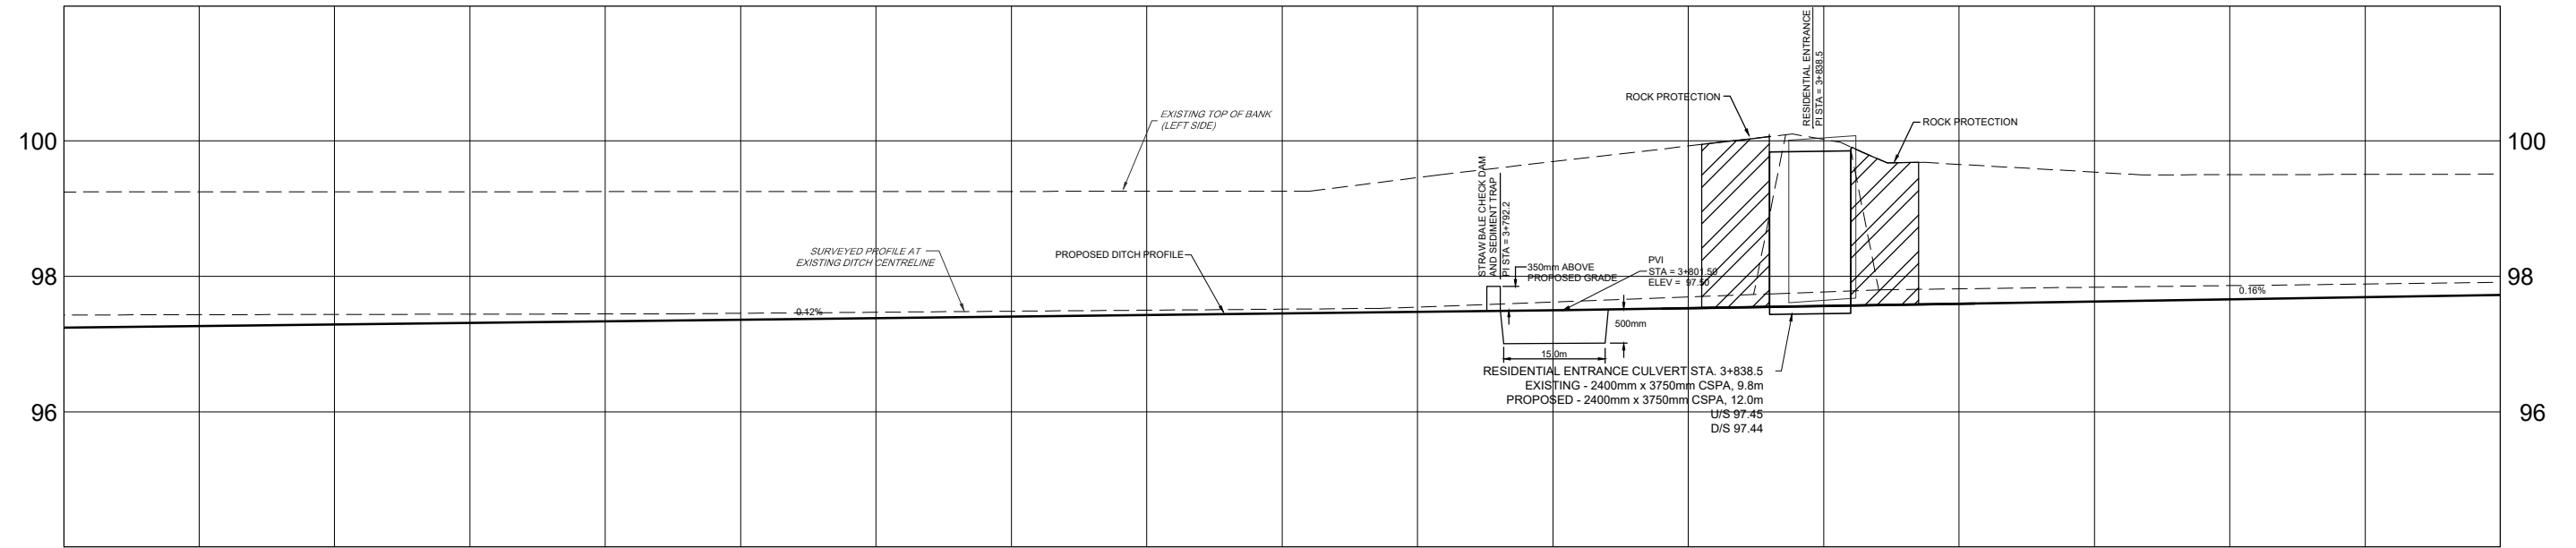 RESIDENTIAL ENTRANCE
PI STA = 3+838.5
ROCK PROTECTION
EXISTING TOP OF BANK
(LEFT SIDE)
ROCK PROTECTION
100
100
STRAW BALE CHECK DAM
AND SEDIMENT TRAP
PI STA = 3+792.2
SURVEYED PROFILE AT
EXISTING DITCH CENTRELINE
PROPOSED DITCH PROFILE
350mm ABOVE
PROPOSED GRADE
PVI
STA = 3+801.50
ELEV = 97.50
98
98
0.16%
0.12%
500mm
15.0m
RESIDENTIAL ENTRANCE CULVERT STA. 3+838.5
EXISTING - 2400mm x 3750mm CSPA, 9.8m
PROPOSED - 2400mm x 3750mm CSPA, 12.0m
U/S 97.45
D/S 97.44
96
96